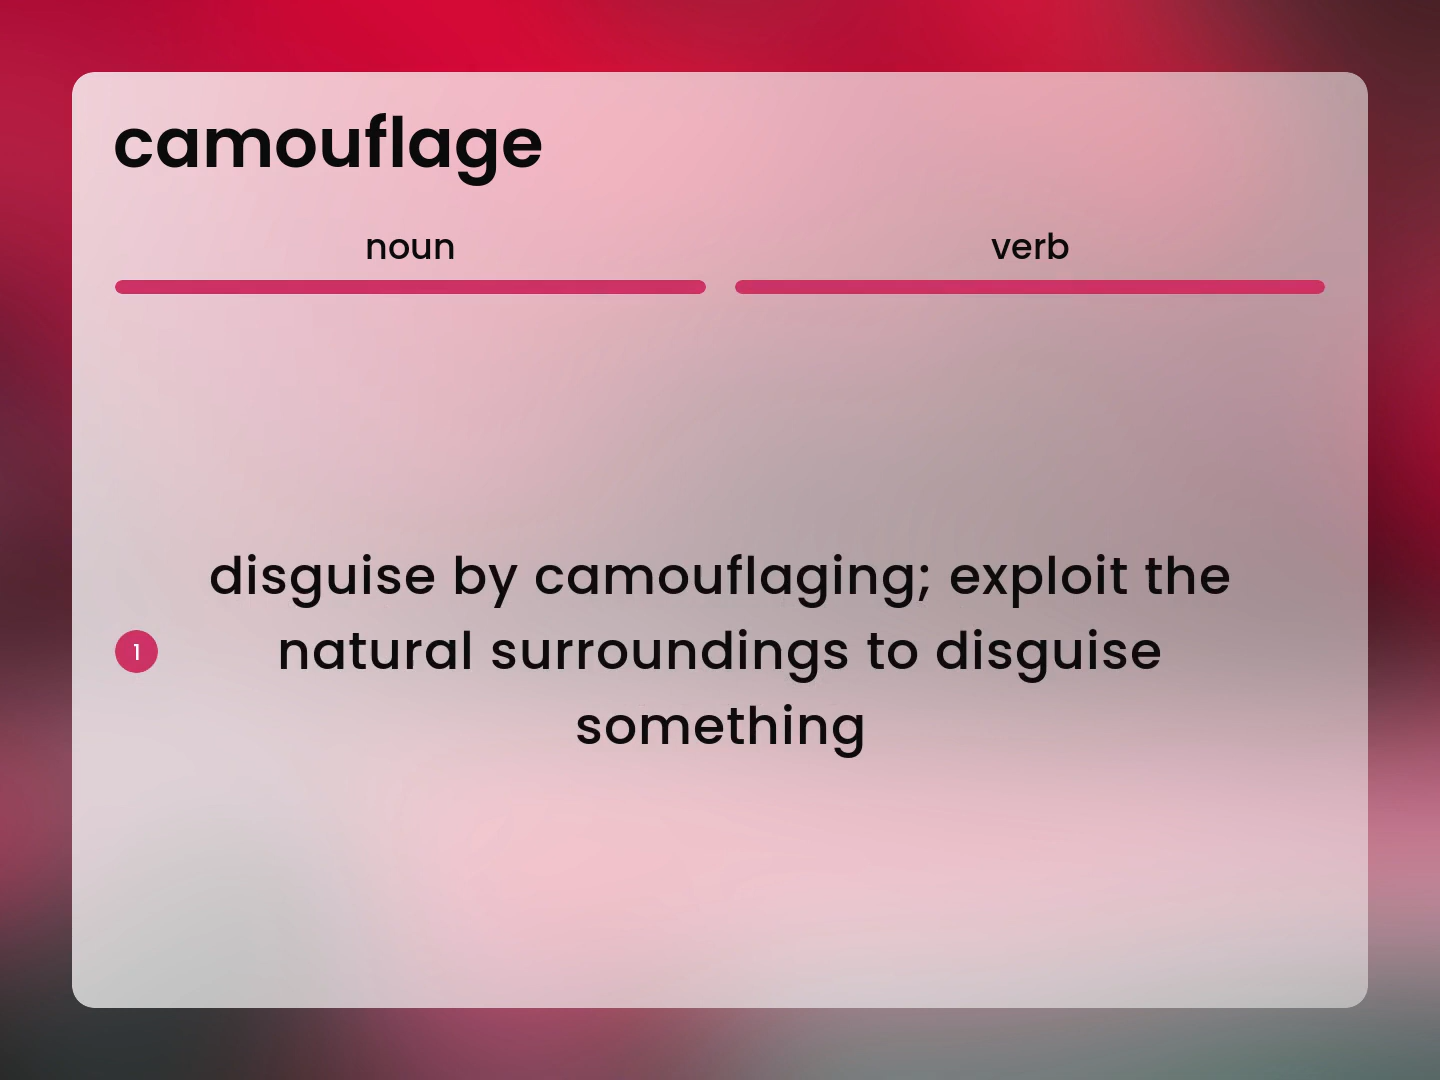 camouflage
noun
verb
1
disguise by camouflaging; exploit the
natural surroundings to disguise
something